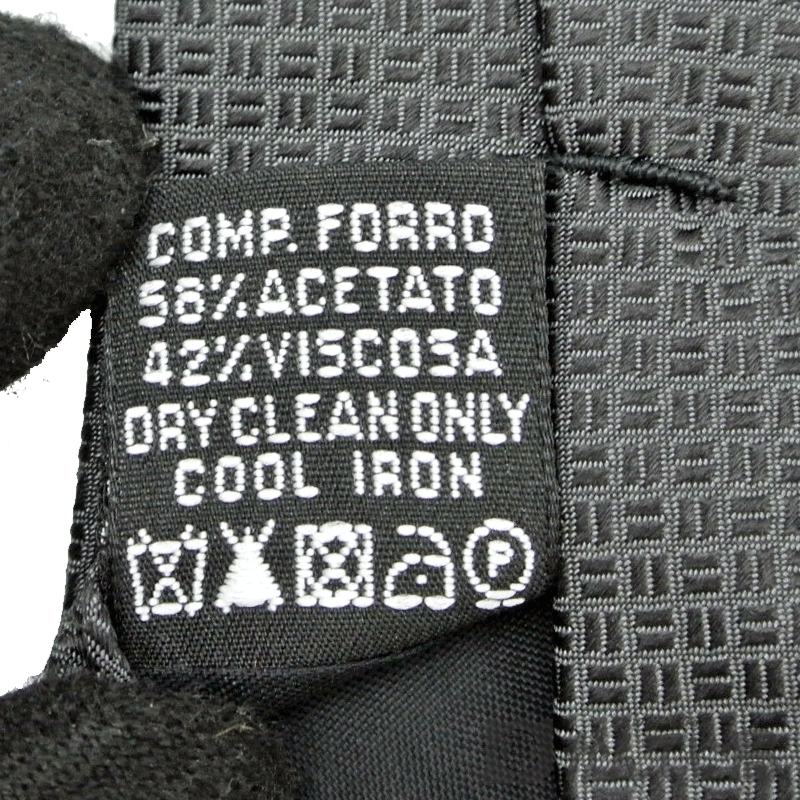 COMP. FORRO
58%ACETATO
42%VISCOSA
DRY CLEAN ONLY
COOL IRON
P